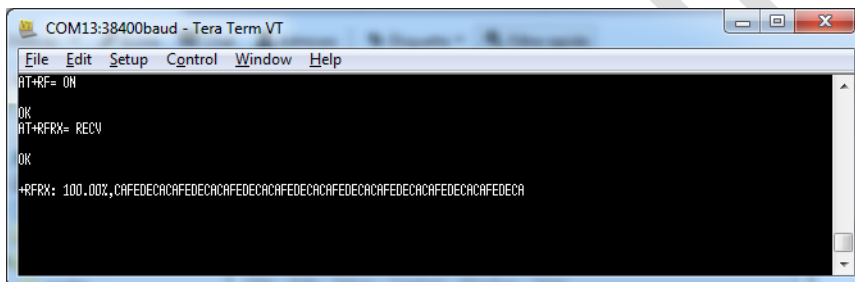 COM13:38400baud - Tera Term VT
File Edit Setup Control Window Help
AT+RF= ON
OK
AT+RFRX= RECV
OK
+RFRX: 100.00%,CAFEDECACAFEDECACAFEDECACAFEDECACAFEDECACAFEDECACAFEDECACAFEDECA